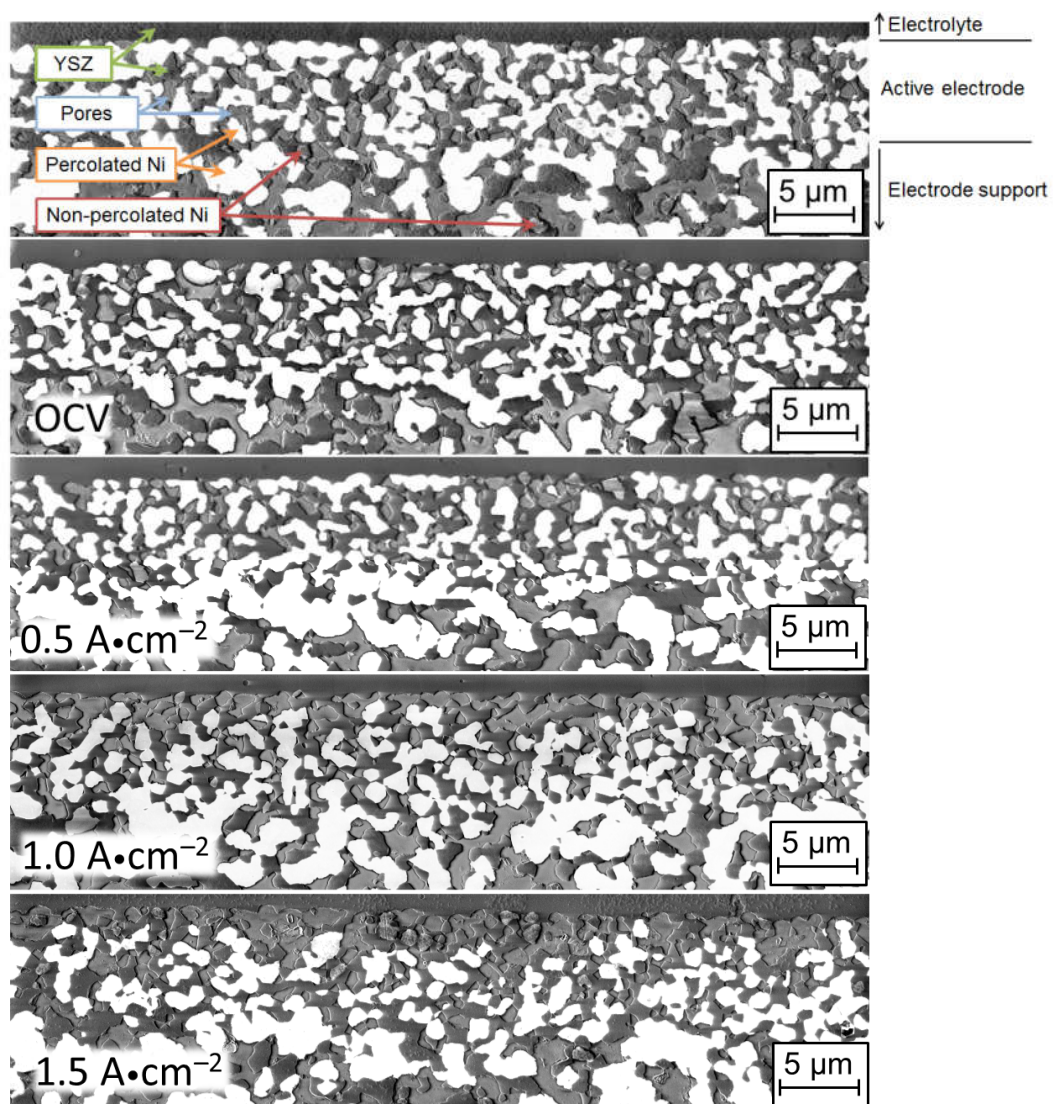 Electrolyte
YSZ
Active electrode
Pores
Percolated Ni
Electrode support
Non-percolated Ni
5 µm
OCV
5 µm
0.5 A•cm⁻²
5 µm
1.0 A•cm⁻²
5 µm
1.5 A•cm⁻²
5 µm